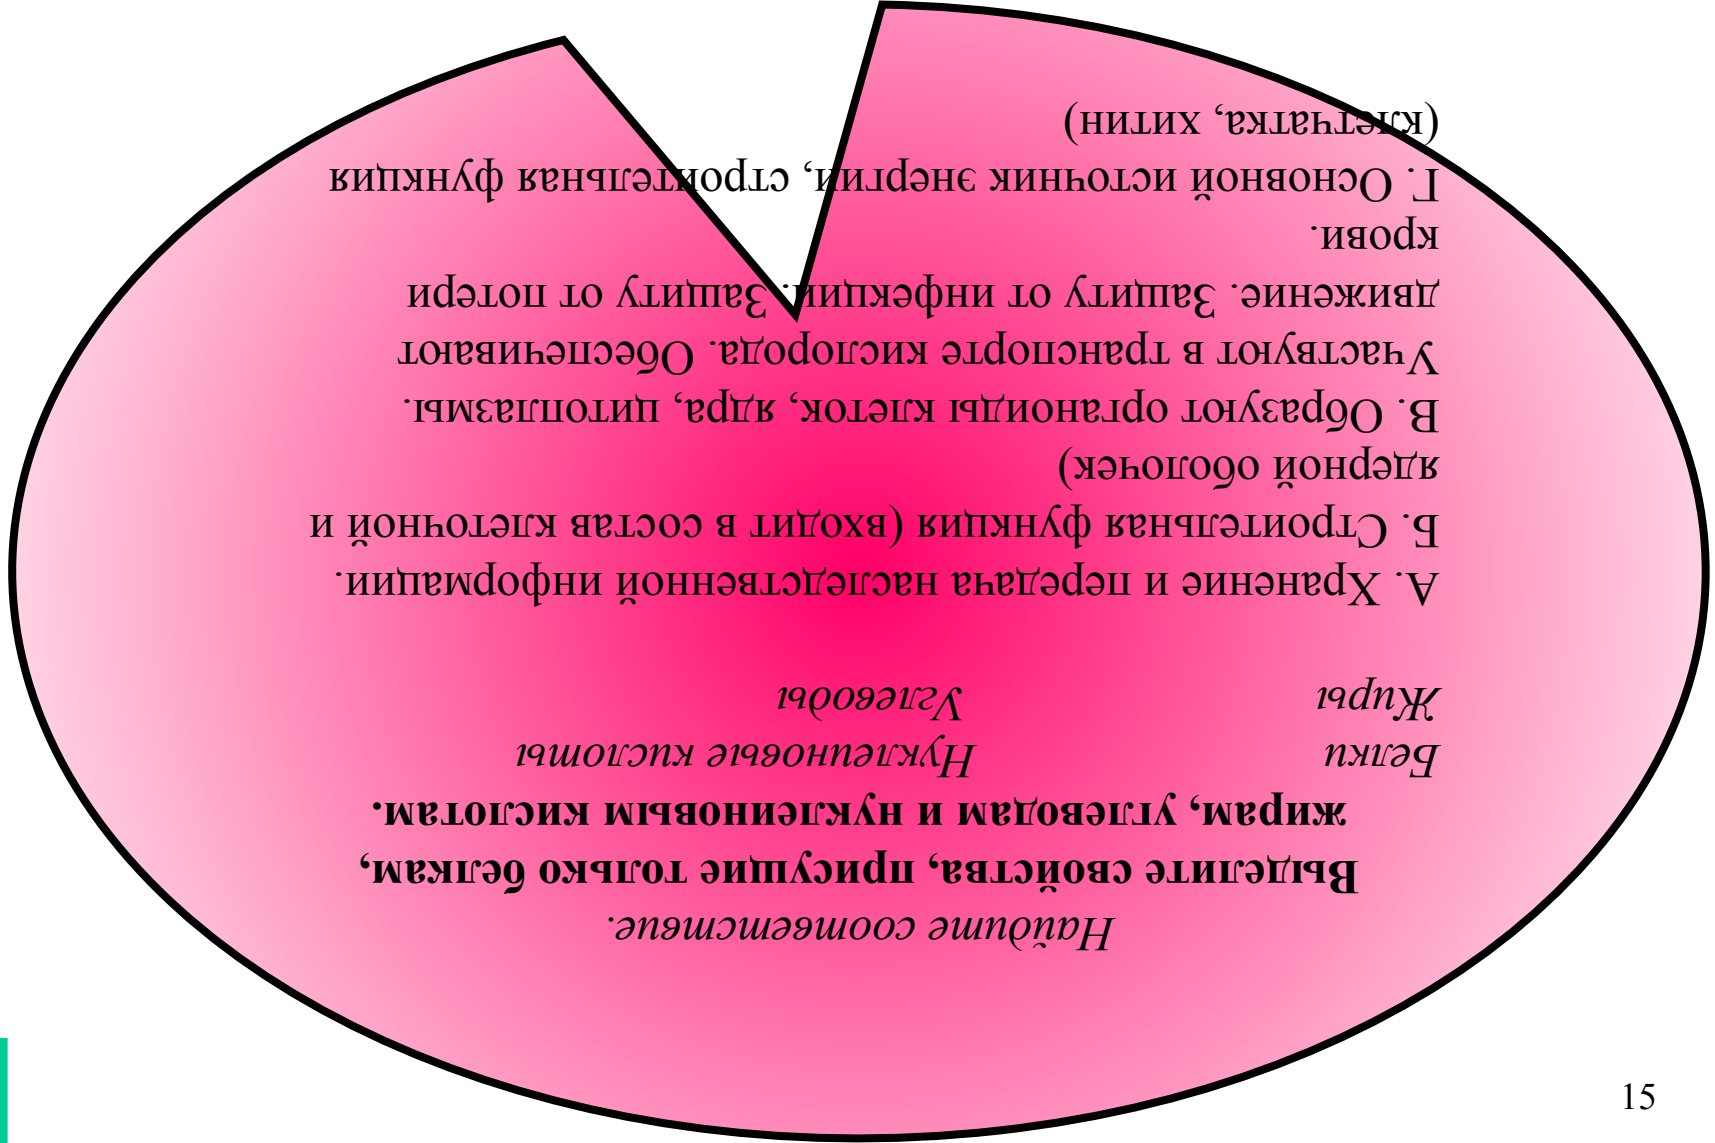 Найдите соответствие.
Выделите свойства, присущие только белкам,
жирам, углеводам и нуклеиновым кислотам.
Белки Нуклеиновые кислоты
Жиры Углеводы
А. Хранение и передача наследственной информации.
Б. Строительная функция (входит в состав клеточной и
ядерной оболочек)
В. Образуют органоиды клеток, ядра, цитоплазмы.
Участвуют в транспорте кислорода. Обеспечивают
движение. Защиту от инфекции. Защиту от потери
крови.
Г. Основной источник энергии, строительная функция
(клетчатка, хитин)
15